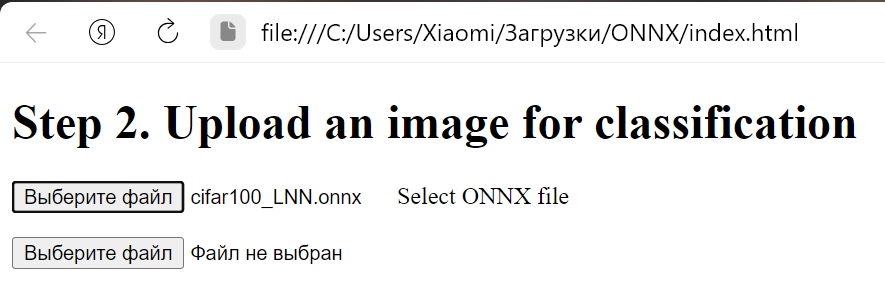 Я file:///C:/Users/Xiaomi/Загрузки/ONNX/index.html
Step 2. Upload an image for classification
Выберите файл cifar100_LNN.onnx Select ONNX file
Выберите файл Файл не выбран